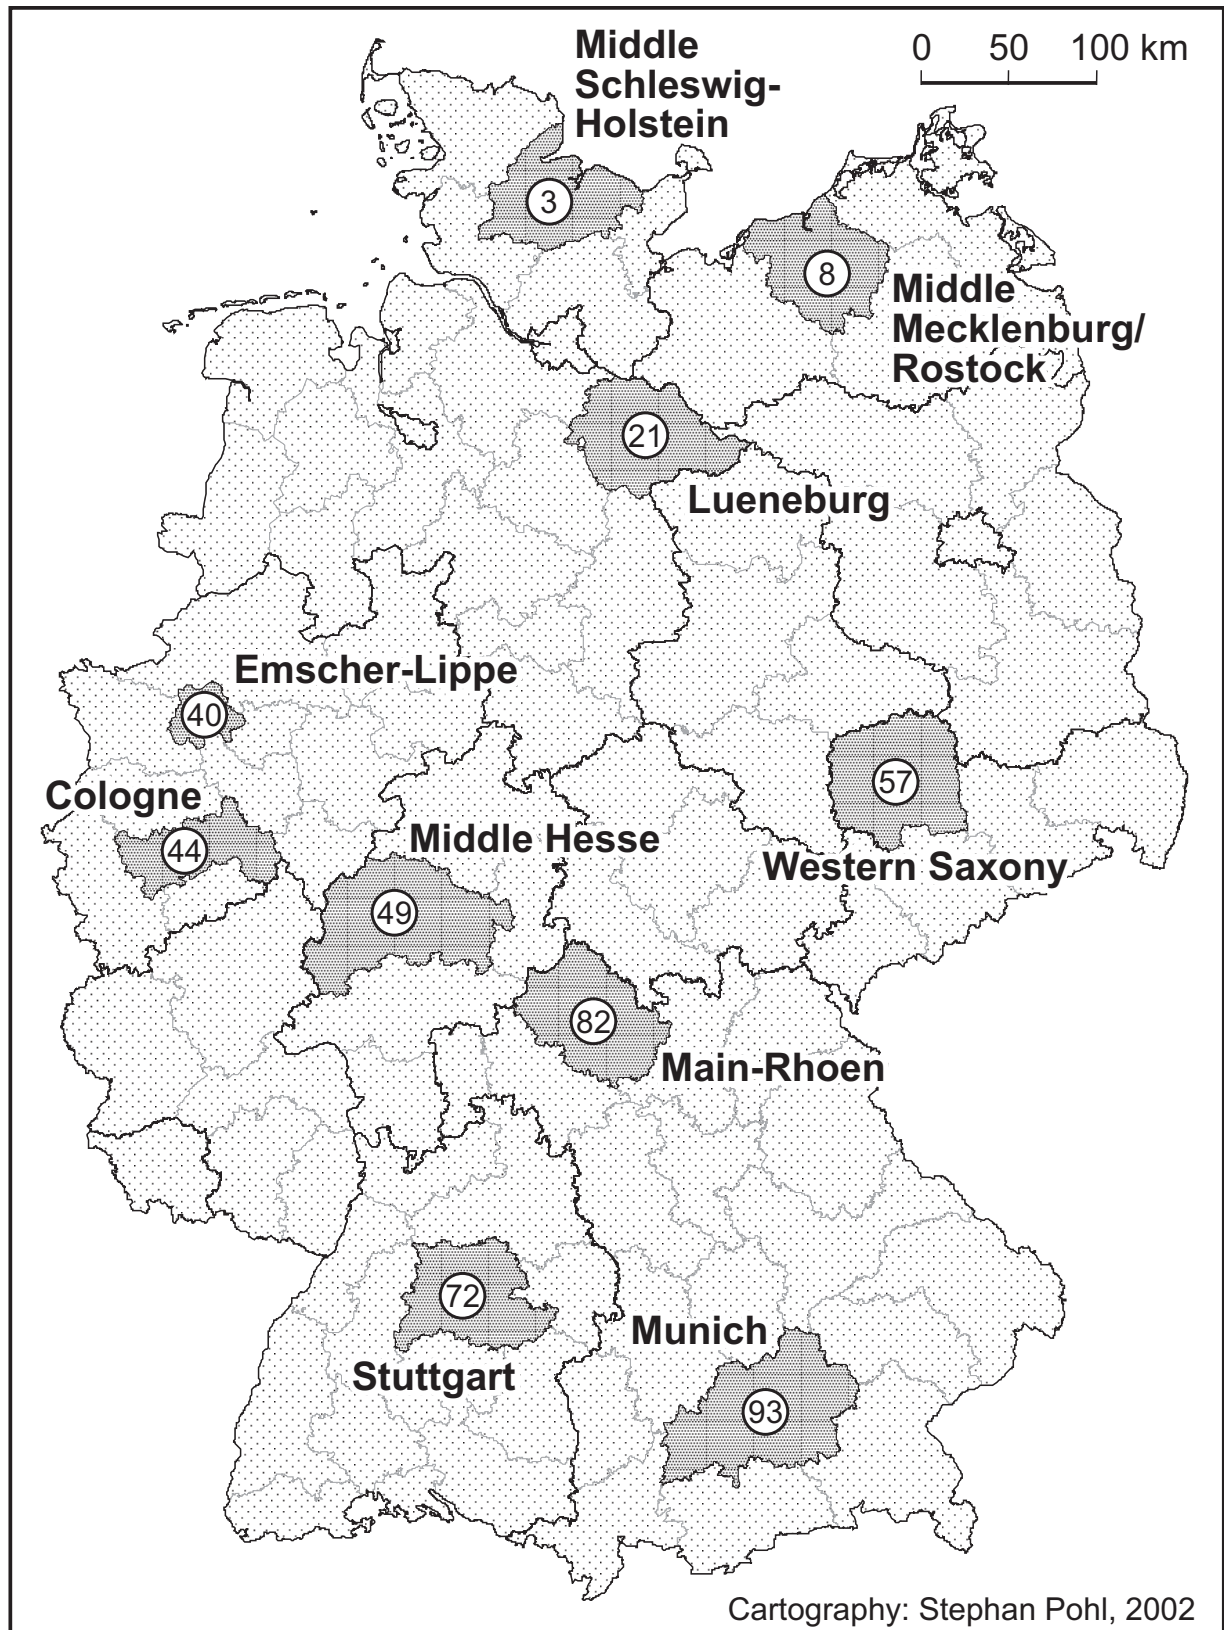 Middle
Schleswig-
Holstein
0 50 100 km
3
8
Middle
Mecklenburg/
Rostock
21
Lueneburg
Emscher-Lippe
40
57
Cologne
44
Middle Hesse
Western Saxony
49
82
Main-Rhoen
72
Stuttgart
Munich
93
Cartography: Stephan Pohl, 2002